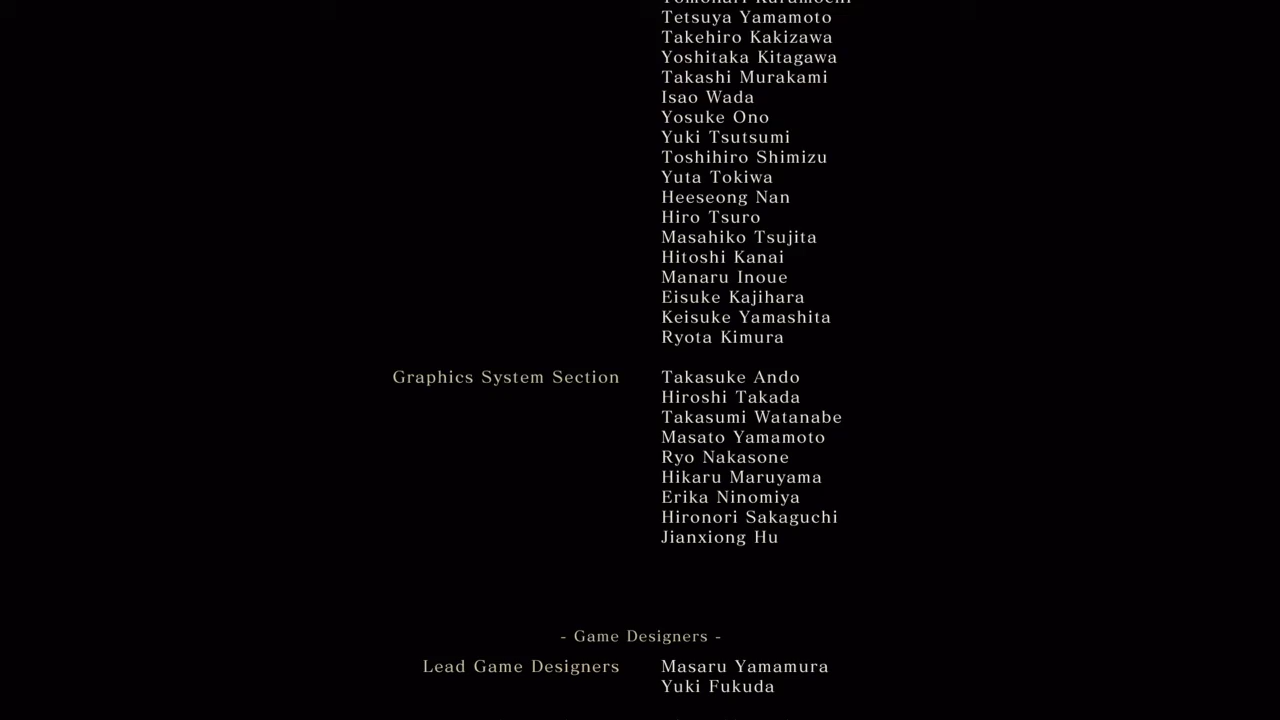 Tetsuya Yamamoto
Takehiro Kakizawa
Yoshitaka Kitagawa
Takashi Murakami
Isao Wada
Yosuke Ono
Yuki Tsutsumi
Toshihiro Shimizu
Yuta Tokiwa
Heeseong Nan
Hiro Tsuro
Masahiko Tsujita
Hitoshi Kanai
Manaru Inoue
Eisuke Kajihara
Keisuke Yamashita
Ryota Kimura
Graphics System Section Takasuke Ando
Hiroshi Takada
Takasumi Watanabe
Masato Yamamoto
Ryo Nakasone
Hikaru Maruyama
Erika Ninomiya
Hironori Sakaguchi
Jianxiong Hu
- Game Designers -
Lead Game Designers Masaru Yamamura
Yuki Fukuda